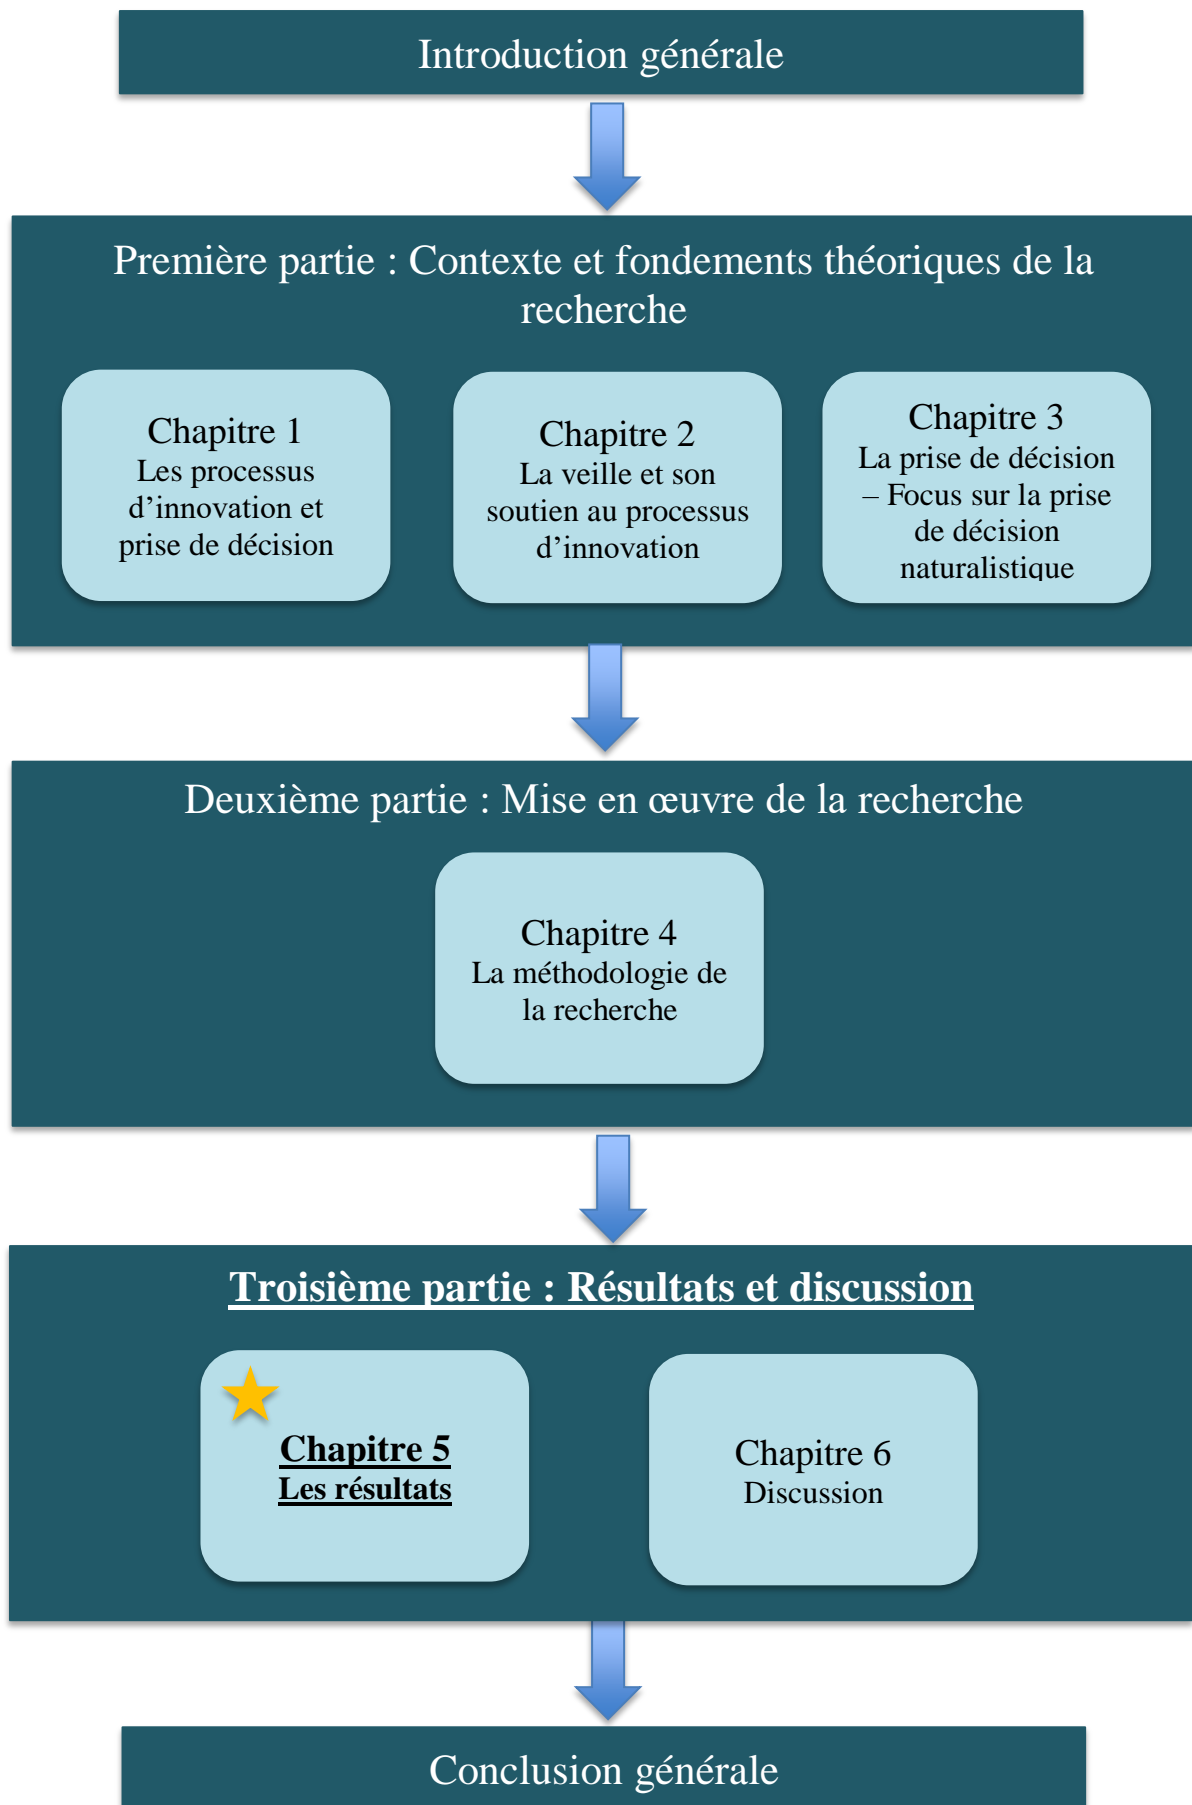 Introduction générale
Première partie : Contexte et fondements théoriques de la
recherche
Chapitre 1
Les processus
d’innovation et
prise de décision
Chapitre 2
La veille et son
soutien au processus
d’innovation
Chapitre 3
La prise de décision
– Focus sur la prise
de décision
naturalistique
Deuxième partie : Mise en œuvre de la recherche
Chapitre 4
La méthodologie de
la recherche
Troisième partie : Résultats et discussion
Chapitre 5
Les résultats
Chapitre 6
Discussion
Conclusion générale